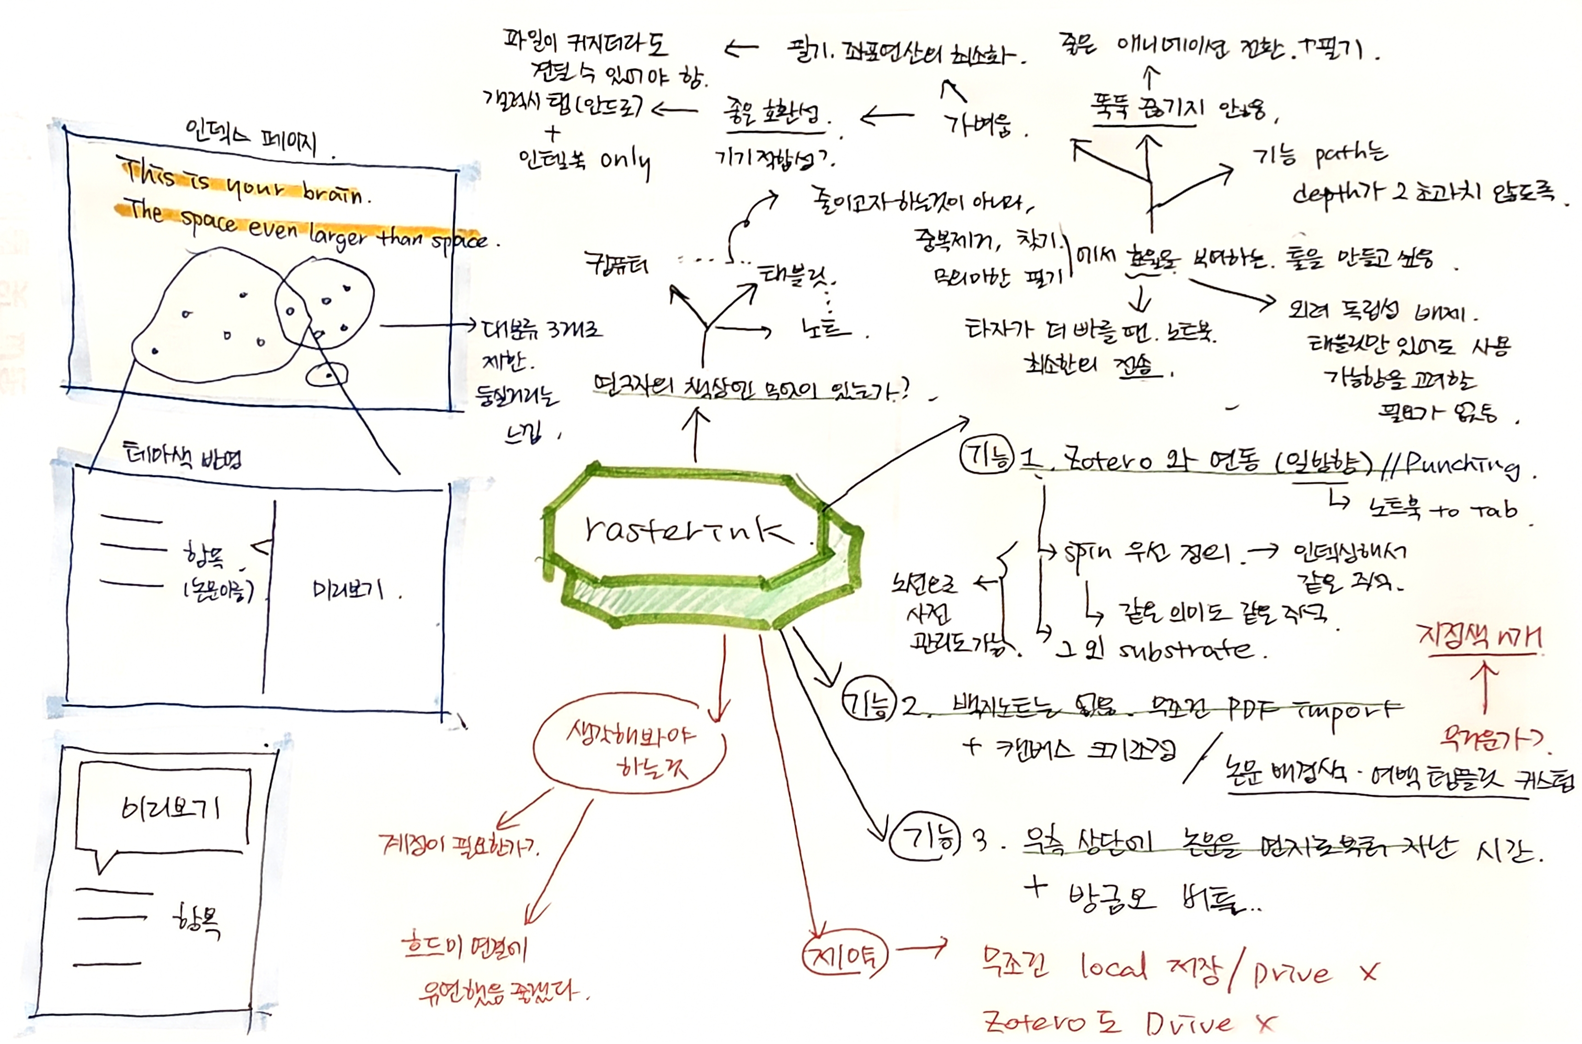 파일이 커지더라도
견딜 수 있어야 함.
← 필기. 좌표연산의 최소화.
좋은 애니메이션 전환. ↑필기.
갤럭시 탭(안드로)
+
인텔북 only
← 좋은 호환성.
기기적합성?
← 가벼움.
뚝뚝 끊기지 않음.
기능 path는
depth가 2 초과치 않도록.
인덱스 페이지
This is your brain.
The space even larger than space.
대분류 3개로
제한.
둥실거리는
느낌.
컴퓨터
태블릿.
노트.
줄이고자 하는것이 아니라,
중복제거, 찾기.
무의미한 필기
에서 효율을 보여하는. 툴을 만들고 싶음.
타자가 더 빠를 땐. 노트북.
최소한의 전송.
외려 독립성 배제.
태블릿만 있어도 사용
가능함을 고려할
필요가 없음.
연구자의 책상엔 무엇이 있는가?
테마색 반영
항목
(논문이름)
미리보기.
미리보기
항목
rasterink.
기능 1. Zotero와 연동 (일방향) // Punching.
노트북 to Tab.
spin 우선 정의. → 인덱싱해서
같은 주석.
같은 의미도 같은 주석.
그 외 substrate.
노션으로
사전
관리도가능.
지정색 n개
무거운가?
기능 2. 백지노트는 없음. 무조건 PDF import
+ 캔버스 크기조절 / 논문 배경색·여백 템플릿 커스텀
기능 3. 우측 상단에 논문을 연지로부터 지난 시간.
+ 방금모 버튼..
생각해봐야
하는것
계정이 필요한가?
흐드미 연결에
유연했음 좋겠다.
제약 → 무조건 local 저장/Drive x
Zotero도 Drive x